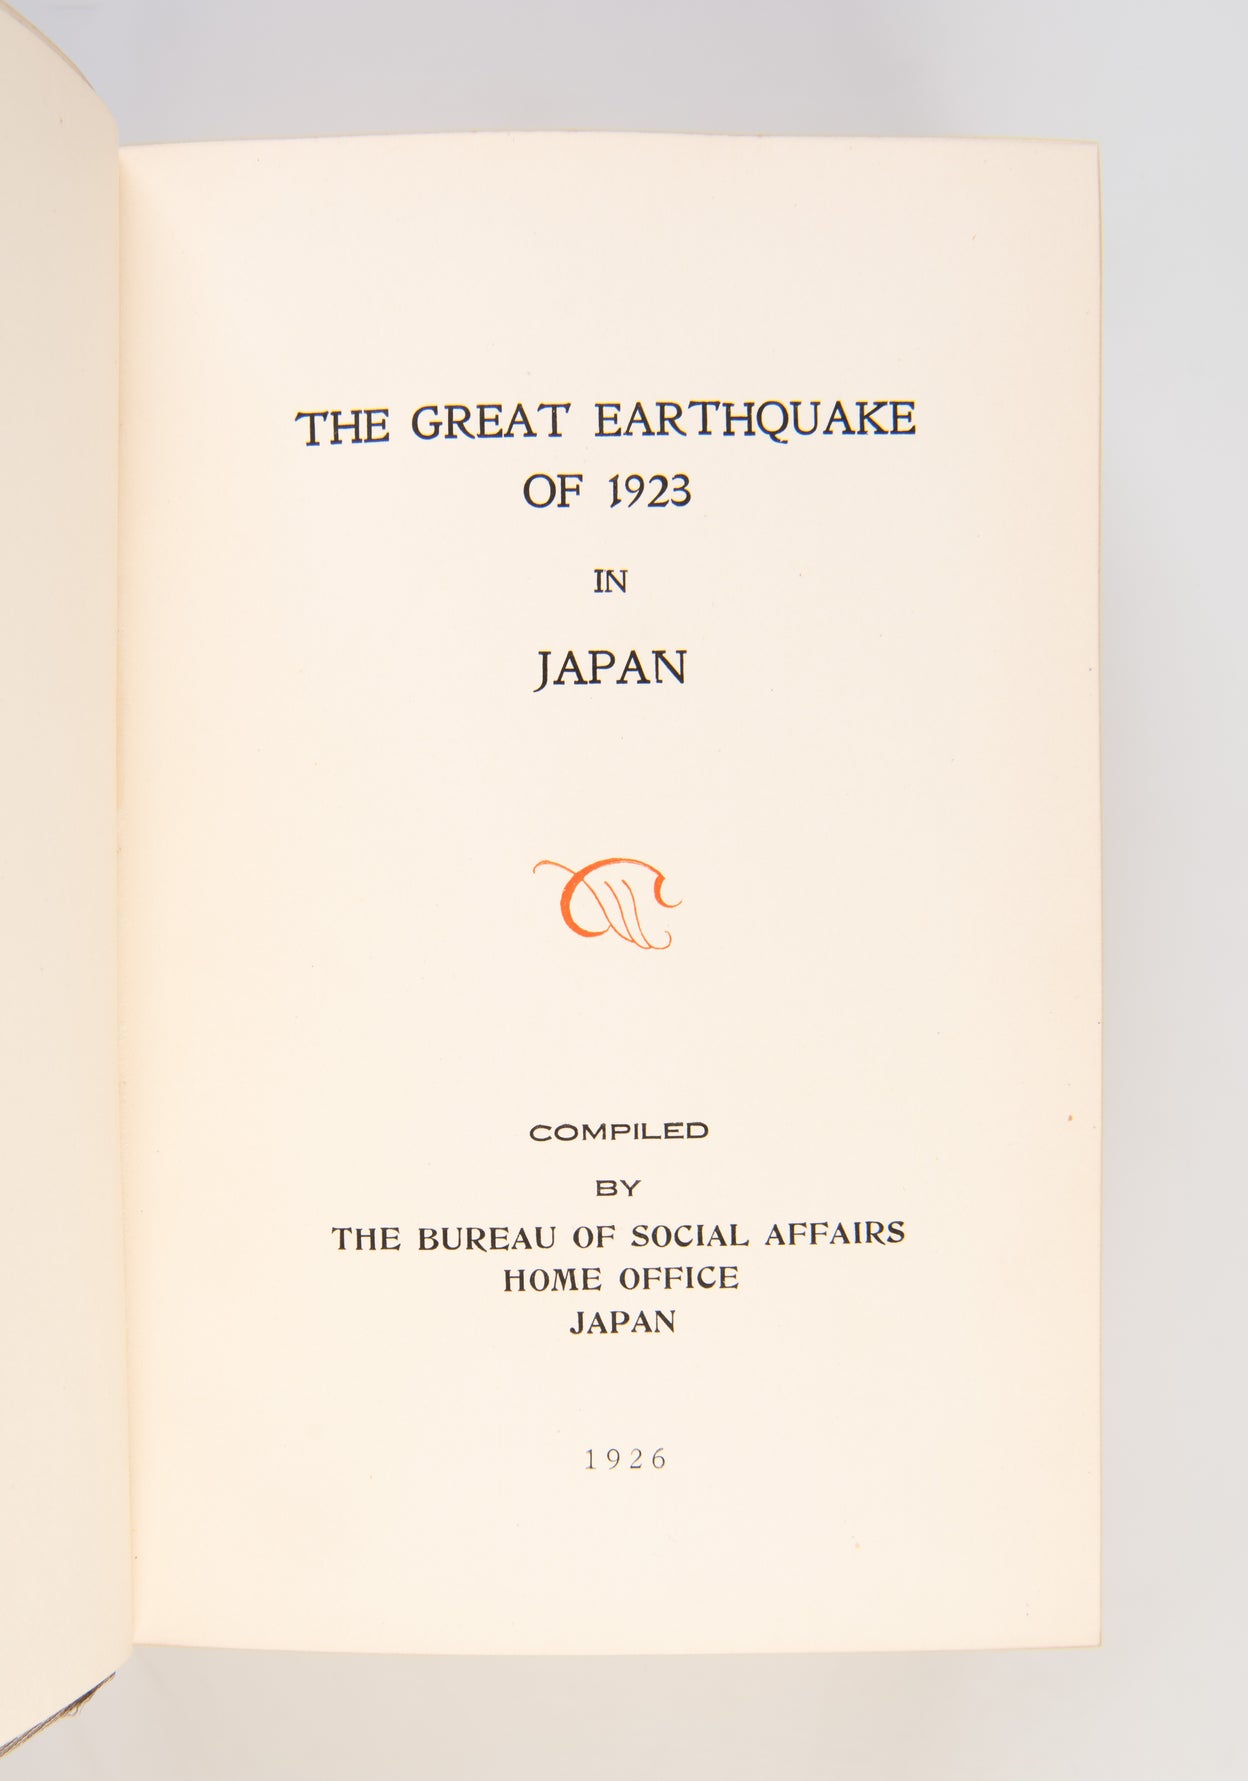 THE GREAT EARTHQUAKE
OF 1923
IN
JAPAN
COMPILED
BY
THE BUREAU OF SOCIAL AFFAIRS
HOME OFFICE
JAPAN
1926